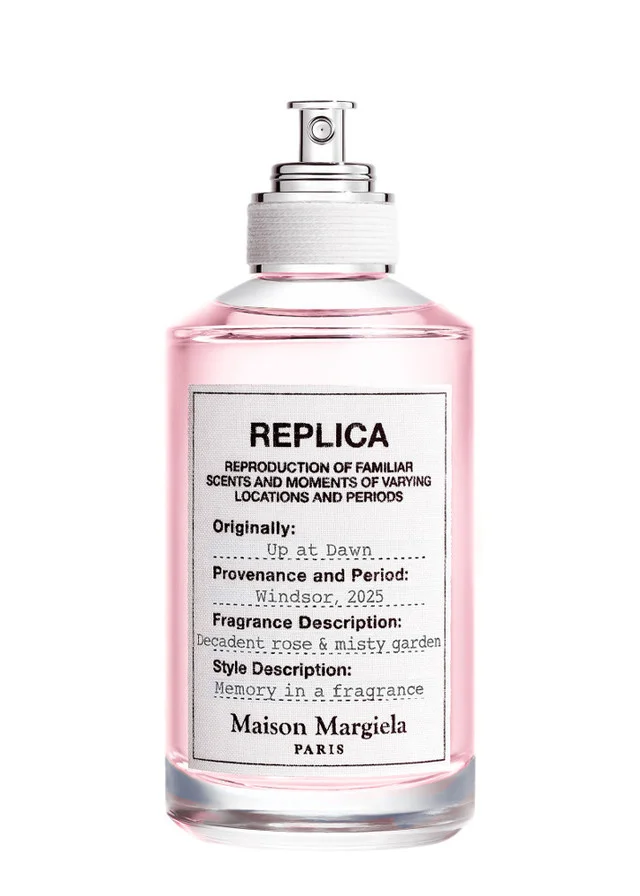 REPLICA
REPRODUCTION OF FAMILIAR
SCENTS AND MOMENTS OF VARYING
LOCATIONS AND PERIODS
Originally:
Up at Dawn
Provenance and Period:
Windsor, 2025
Fragrance Description:
Decadent rose & misty garden
Style Description:
Memory in a fragrance
Maison Margiela
PARIS